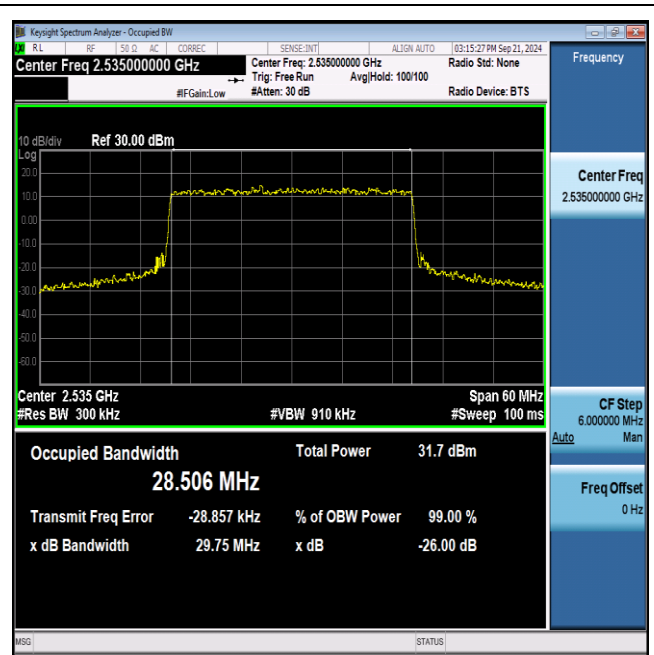 Keysight Spectrum Analyzer - Occupied BW
RL RF 50 Ω AC CORREC SENSE:INT ALIGN AUTO 03:15:27 PM Sep 21, 2024
Center Freq 2.535000000 GHz
Center Freq: 2.535000000 GHz
Radio Std: None
Trig: Free Run Avg|Hold: 100/100
#IFGain:Low #Atten: 30 dB
Radio Device: BTS
Frequency
10 dB/div Ref 30.00 dBm
Log
20.0
10.0
0.00
-10.0
-20.0
-30.0
-40.0
-50.0
-60.0
Center Freq
2.535000000 GHz
Center 2.535 GHz Span 60 MHz
#Res BW 300 kHz #VBW 910 kHz #Sweep 100 ms
CF Step
6.000000 MHz
Auto Man
Occupied Bandwidth Total Power 31.7 dBm
28.506 MHz
Freq Offset
0 Hz
Transmit Freq Error -28.857 kHz % of OBW Power 99.00 %
x dB Bandwidth 29.75 MHz x dB -26.00 dB
MSG STATUS